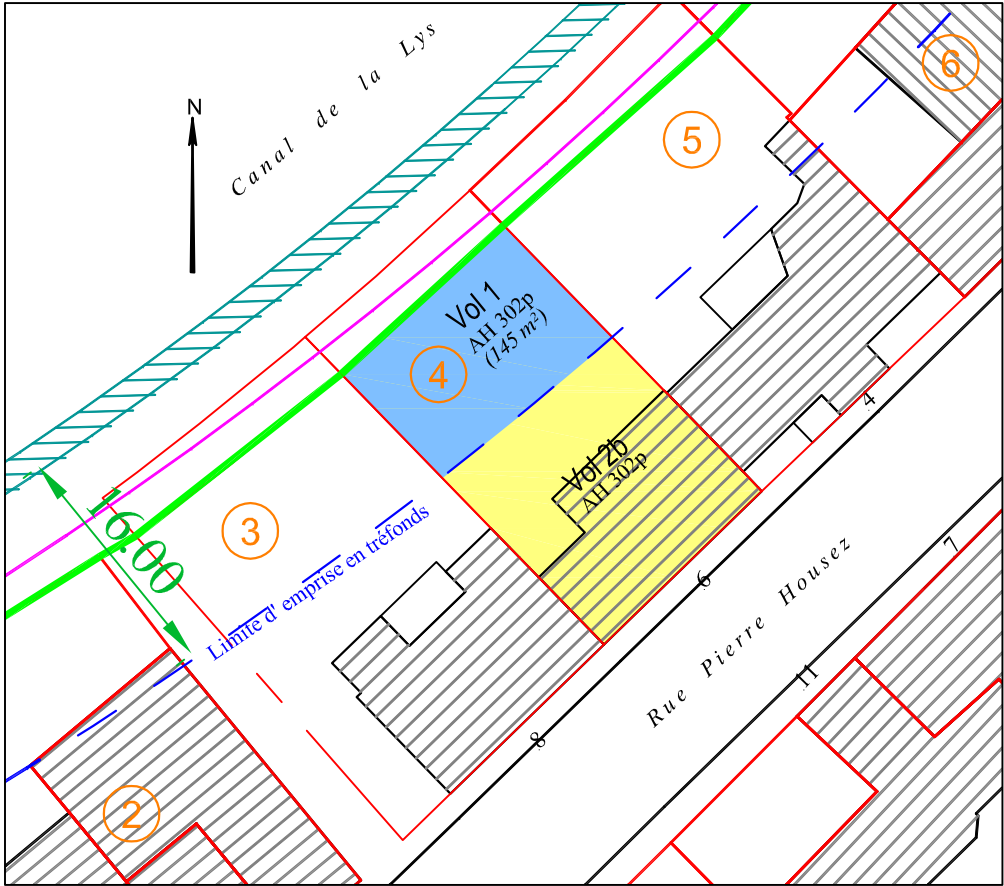 N
Canal de la Lys
6
5
Vol 1
AH 302p
(145 m²)
4
4
Vol 2b
AH 302p
16.00
3
Limite d' emprise en tréfonds
6
7
Rue Pierre Housez
11
8
2